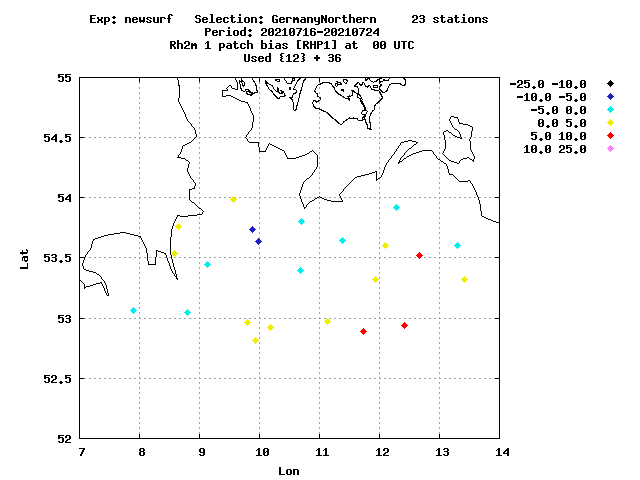 Exp: newsurf   Selection: GermanyNorthern     23 stations
Period: 20210716-20210724
Rh2m 1 patch bias [RHP1] at  00 UTC
Used {12} + 36
-25.0 -10.0
-10.0 -5.0
-5.0 0.0
0.0 5.0
5.0 10.0
10.0 25.0
55
54.5
54
53.5
53
52.5
52
Lat
7 8 9 10 11 12 13 14
Lon